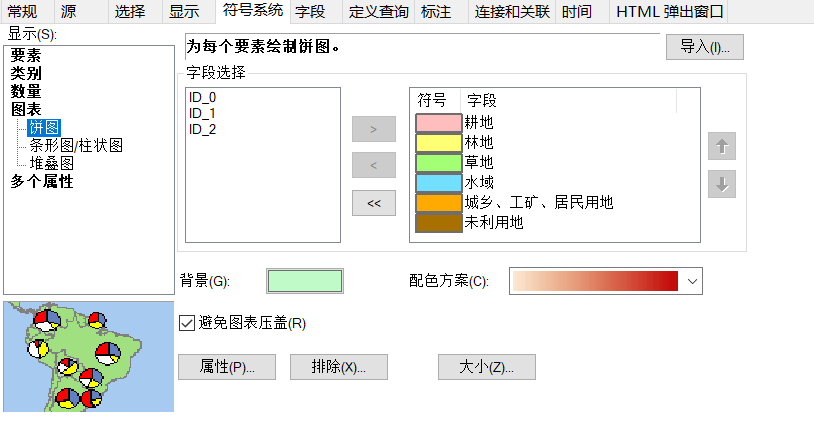 常规 源 选择 显示 符号系统 字段 定义查询 标注 连接和关联 时间 HTML 弹出窗口
显示(S):
要素
类别
数量
图表
饼图
条形图/柱状图
堆叠图
多个属性
为每个要素绘制饼图。
导入(I)...
字段选择
ID_0
ID_1
ID_2
>
<
<<
符号 字段
耕地
林地
草地
水域
城乡、工矿、居民用地
未利用地
背景(G):
配色方案(C):
避免图表压盖(R)
属性(P)... 排除(X)... 大小(Z)...